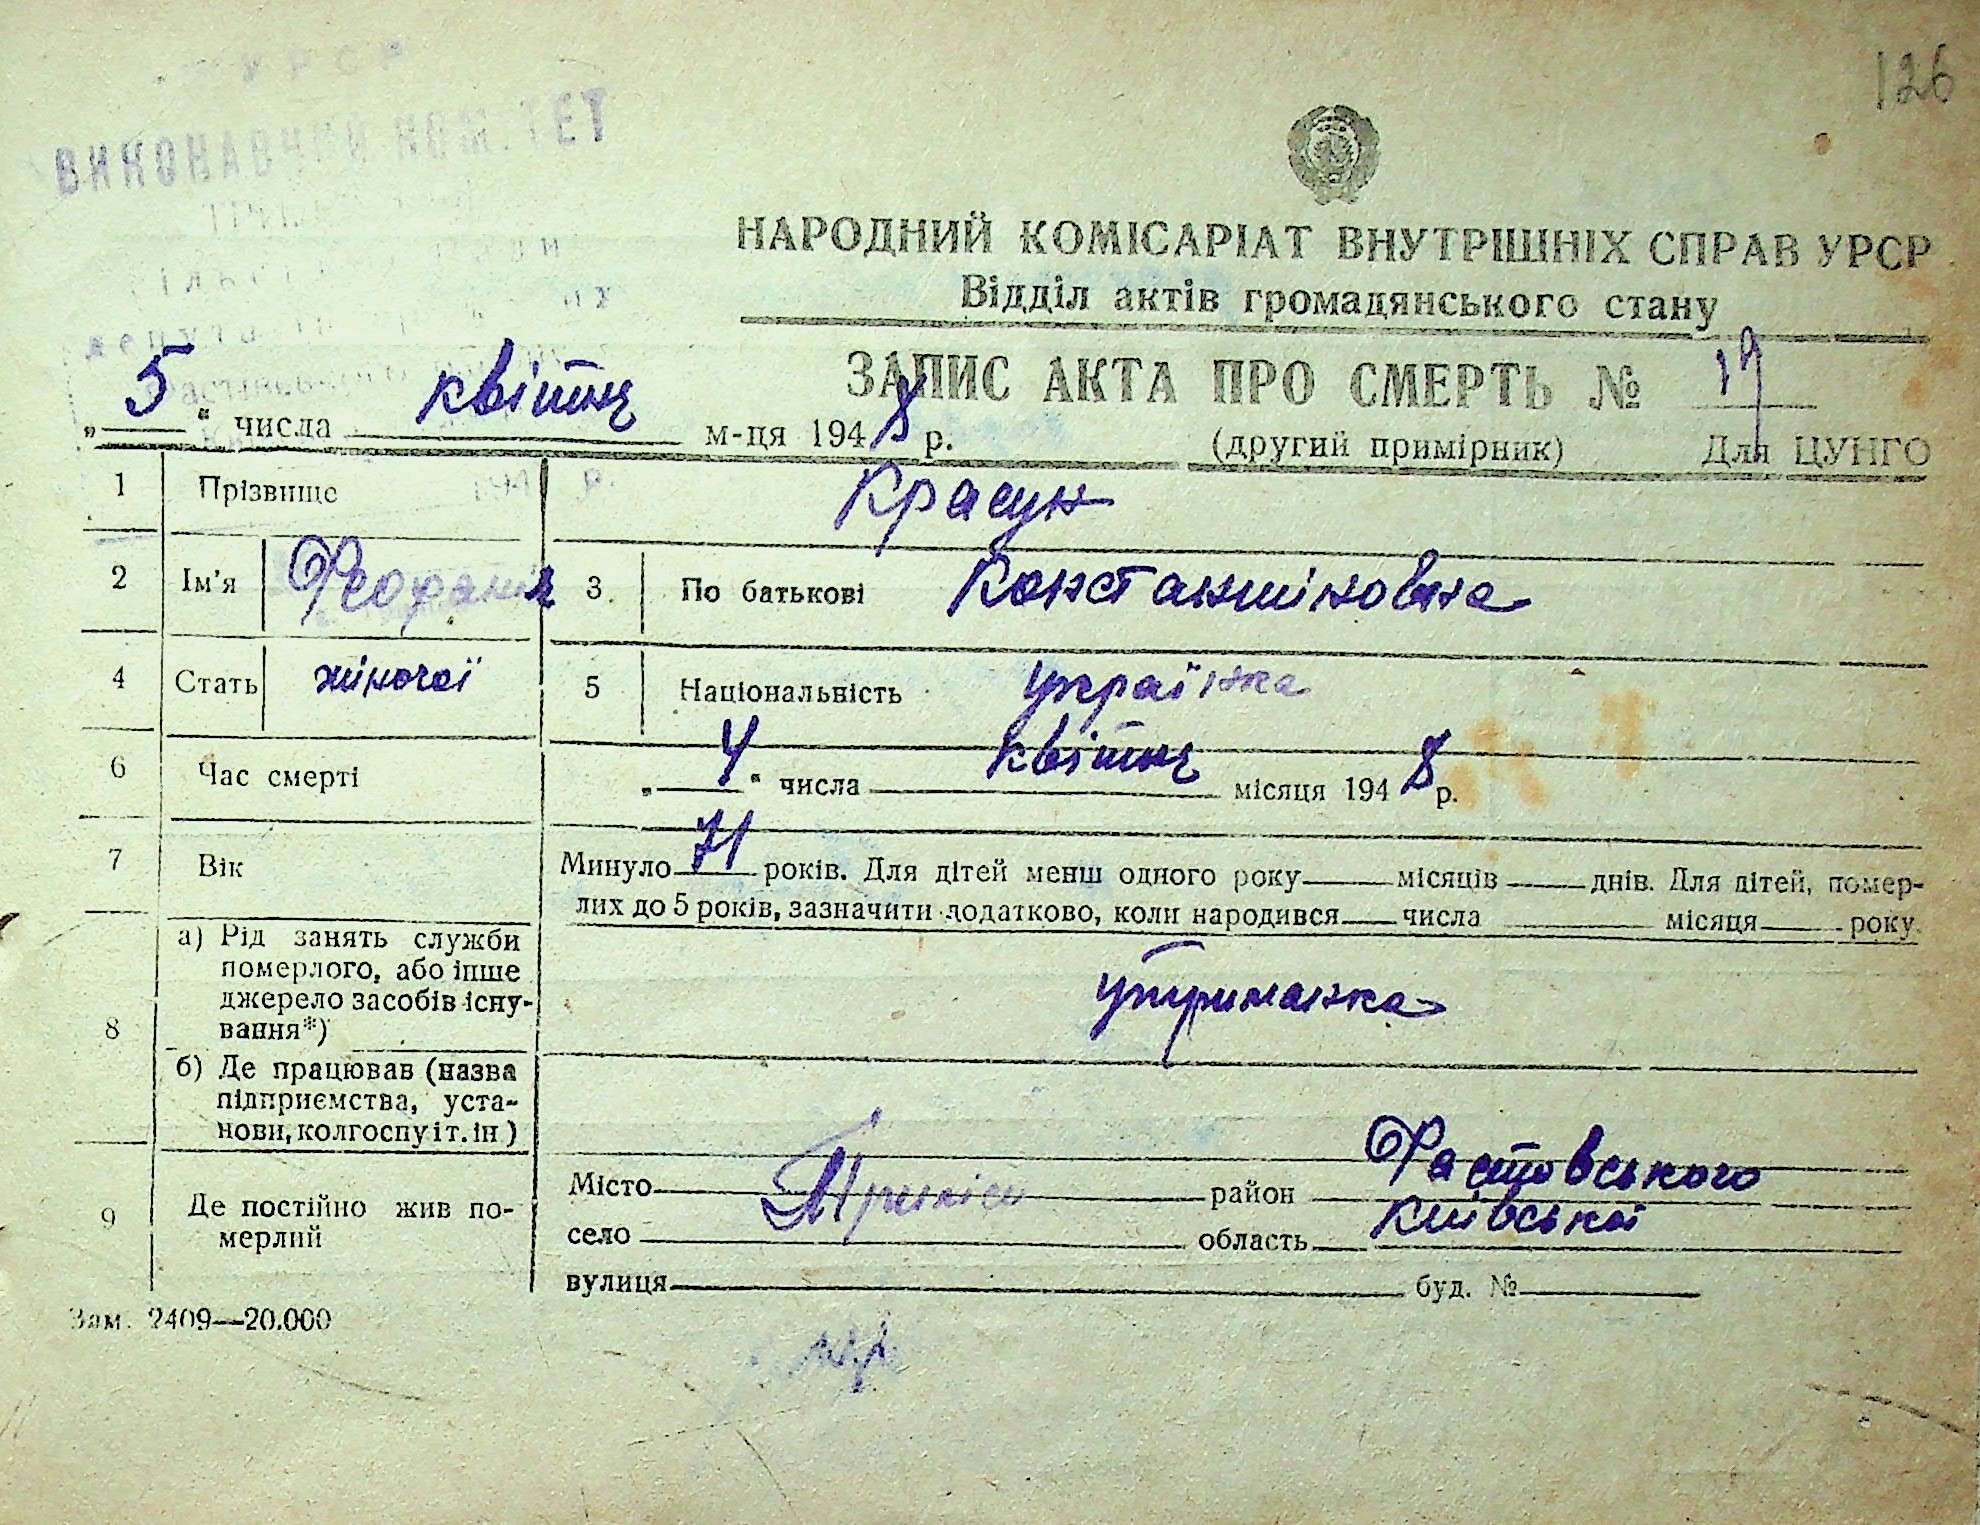 126
УРСР
ВИКОНАВЧИЙ КОМІТЕТ
НАРОДНИЙ КОМІСАРІАТ ВНУТРІШНІХ СПРАВ УРСР
Відділ актів громадянського стану
ЗАПИС АКТА ПРО СМЕРТЬ № 19
„5“ числа квітня м-ця 1948 р. (другий примірник) Для ЦУНГО
1 Прізвище Красун
2 Ім’я Феофанія 3 По батькові Константіновна
4 Стать жіночої 5 Національність українка
6 Час смерті „4“ числа квітня місяця 1948 р.
7 Вік Минуло 71 років. Для дітей менш одного року місяців днів. Для дітей, помер-
лих до 5 років, зазначити додатково, коли народився числа місяця року
8 а) Рід занять служби
померлого, або інше
джерело засобів існу-
вання*) утриманка
б) Де працював (назва
підприємства, уста-
нови, колгоспу і т. ін)
9 Де постійно жив по-
мерлий
Місто район Фастовського
село Триліси область Київської
вулиця буд. №
Зам. 2409—20.000